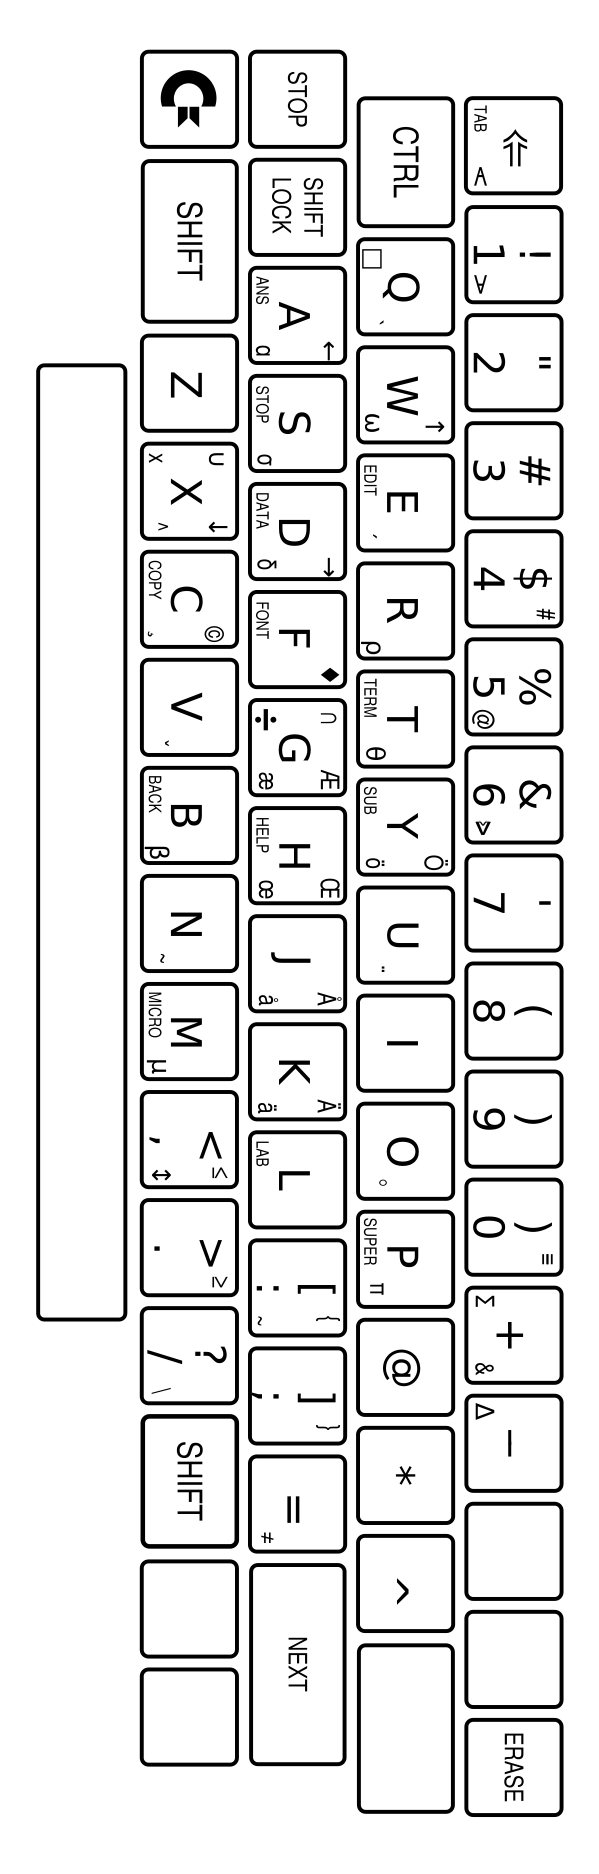 ⇐
TAB
!
1
"
2
#
3
$ #
4
%
5 @
&
6
'
7
(
8
)
9
)
0
≡
+
Σ &
−
Δ
ERASE
CTRL
Q
□ `
↑
W
ω
E
EDIT ´
R
ρ
T
TERM θ
Ö
Y
SUB ö
U
¨
I
O
°
P
SUPER π
@
*
^
STOP
SHIFT
LOCK
←
A
ANS α
S
STOP σ
→
D
DATA δ
♦
F
FONT
∩ Æ
G
÷ æ
Œ
H
HELP œ
Å
J
å
Ä
K
ä
L
LAB
[ {
: ~
] }
;
=
≠
NEXT
SHIFT
Z
∪ ↓
X
x ^
©
C
COPY ¸
V
ˇ
B
BACK β
N
~
M
MICRO μ
< ≤
, ↕
> ≥
.
?
/ \
SHIFT